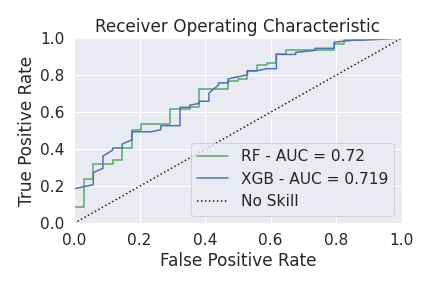 Receiver Operating Characteristic
True Positive Rate
1.0
0.8
0.6
0.4
0.2
0.0
RF - AUC = 0.72
XGB - AUC = 0.719
No Skill
0.0 0.2 0.4 0.6 0.8 1.0
False Positive Rate